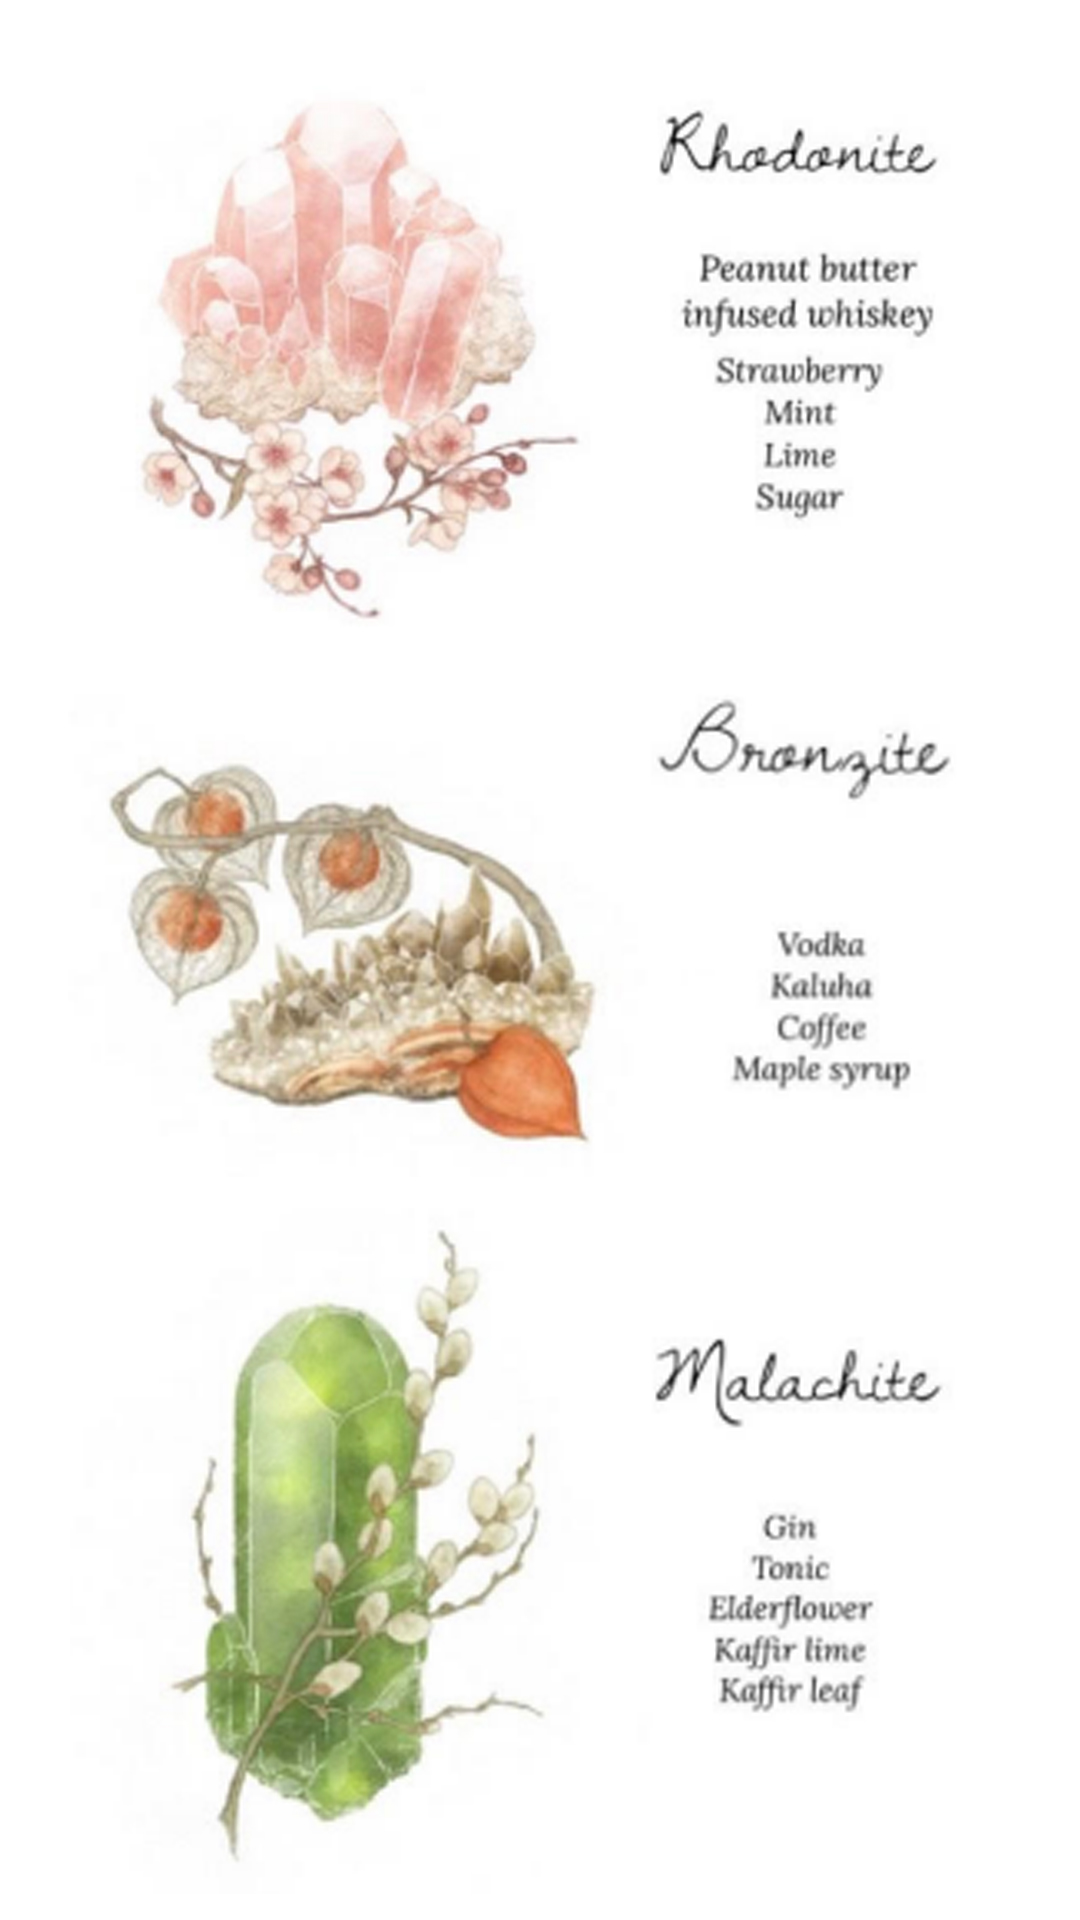 Rhodonite
Peanut butter
infused whiskey
Strawberry
Mint
Lime
Sugar
Bronzite
Vodka
Kaluha
Coffee
Maple syrup
Malachite
Gin
Tonic
Elderflower
Kaffir lime
Kaffir leaf